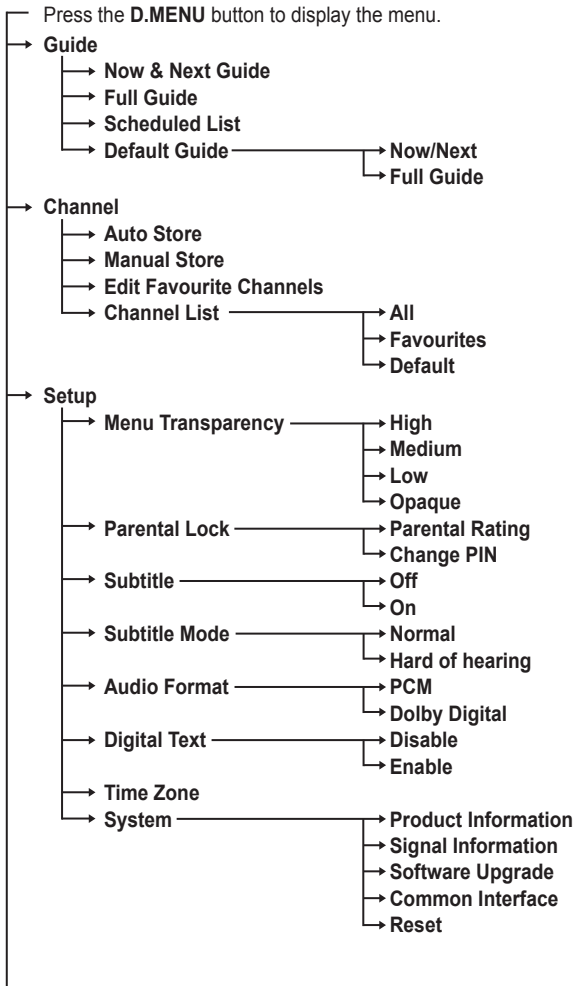 Press the D.MENU button to display the menu.
Guide
Now & Next Guide
Full Guide
Scheduled List
Default Guide
Now/Next
Full Guide
Channel
Auto Store
Manual Store
Edit Favourite Channels
Channel List
All
Favourites
Default
Setup
Menu Transparency
High
Medium
Low
Opaque
Parental Lock
Parental Rating
Change PIN
Subtitle
Off
On
Subtitle Mode
Normal
Hard of hearing
Audio Format
PCM
Dolby Digital
Digital Text
Disable
Enable
Time Zone
System
Product Information
Signal Information
Software Upgrade
Common Interface
Reset